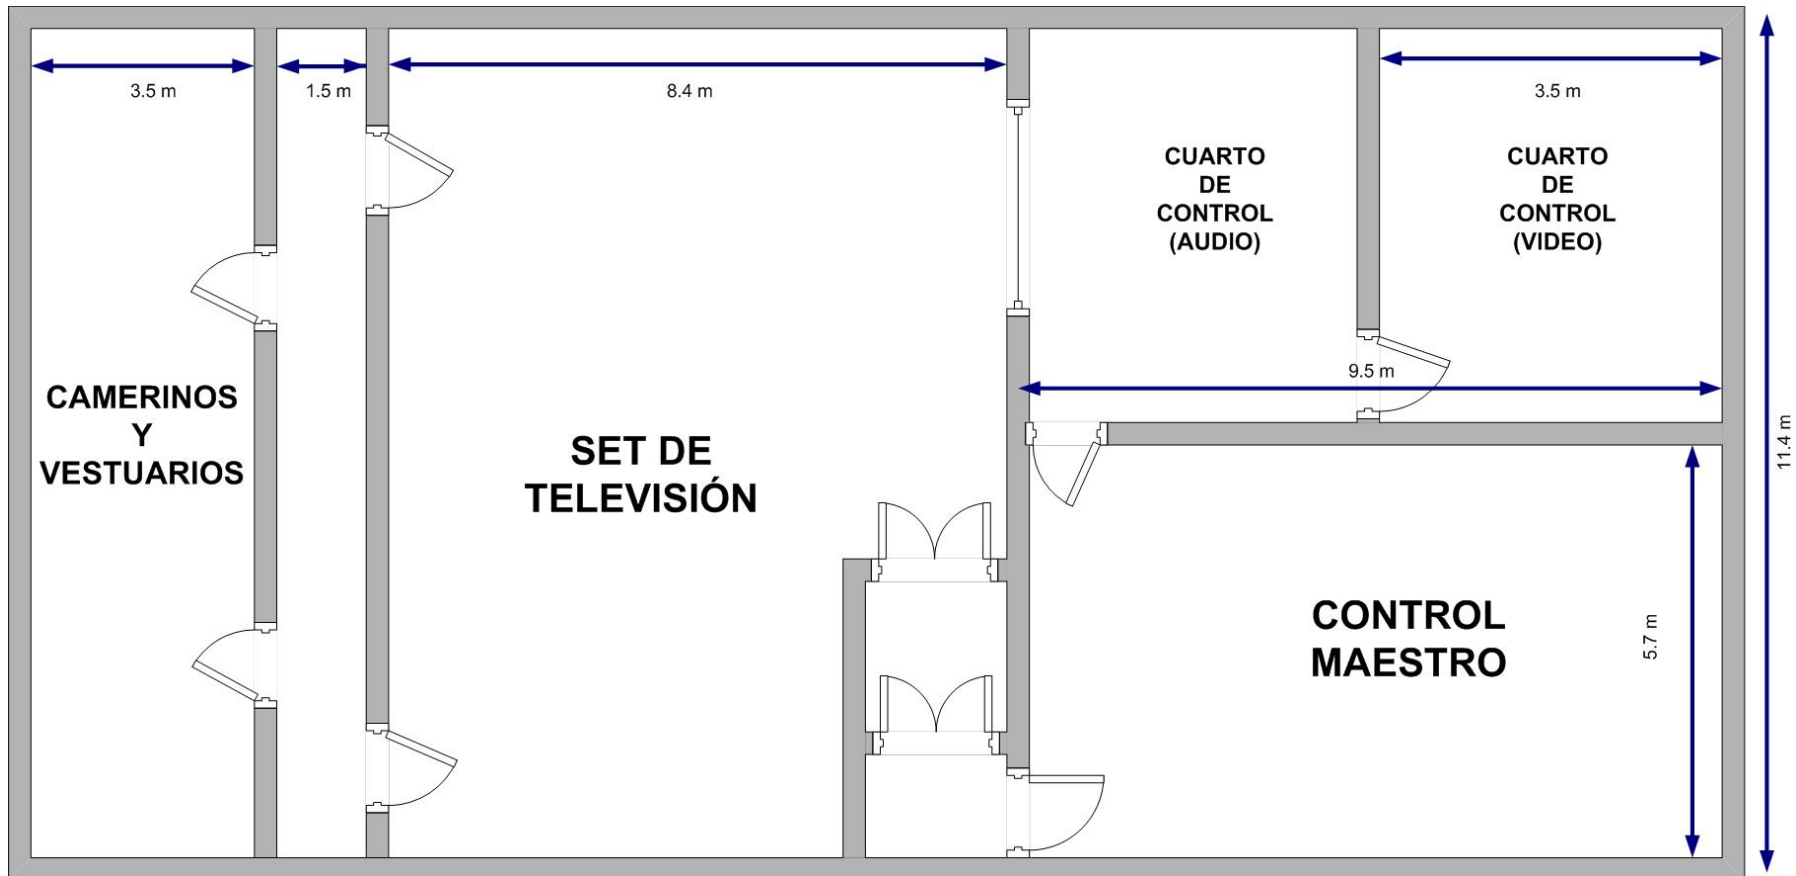 3.5 m
1.5 m
8.4 m
3.5 m
CUARTO
DE
CONTROL
(AUDIO)
CUARTO
DE
CONTROL
(VIDEO)
9.5 m
CAMERINOS
Y
VESTUARIOS
SET DE
TELEVISIÓN
11.4 m
CONTROL
MAESTRO
5.7 m